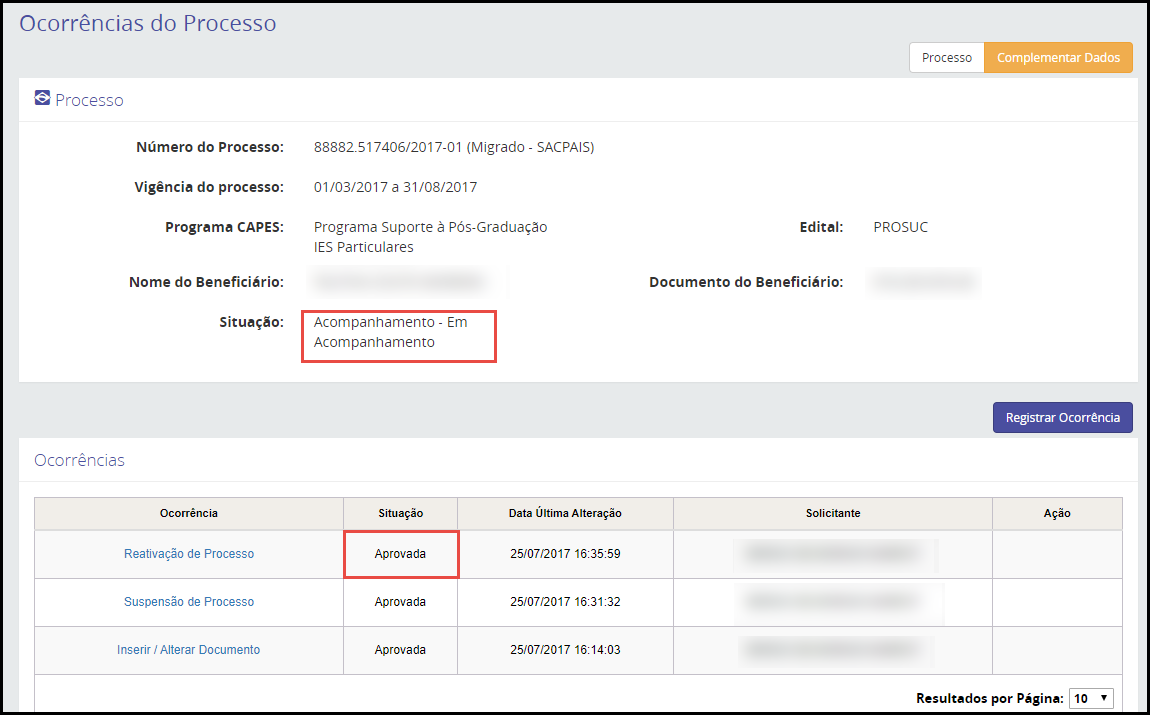 Ocorrências do Processo
Processo Complementar Dados
Processo
Número do Processo: 88882.517406/2017-01 (Migrado - SACPAIS)
Vigência do processo: 01/03/2017 a 31/08/2017
Programa CAPES: Programa Suporte à Pós-Graduação Edital: PROSUC
IES Particulares
Nome do Beneficiário: Documento do Beneficiário:
Situação: Acompanhamento - Em
Acompanhamento
Registrar Ocorrência
Ocorrências
Ocorrência Situação Data Última Alteração Solicitante Ação
Reativação de Processo Aprovada 25/07/2017 16:35:59
Suspensão de Processo Aprovada 25/07/2017 16:31:32
Inserir / Alterar Documento Aprovada 25/07/2017 16:14:03
Resultados por Página: 10